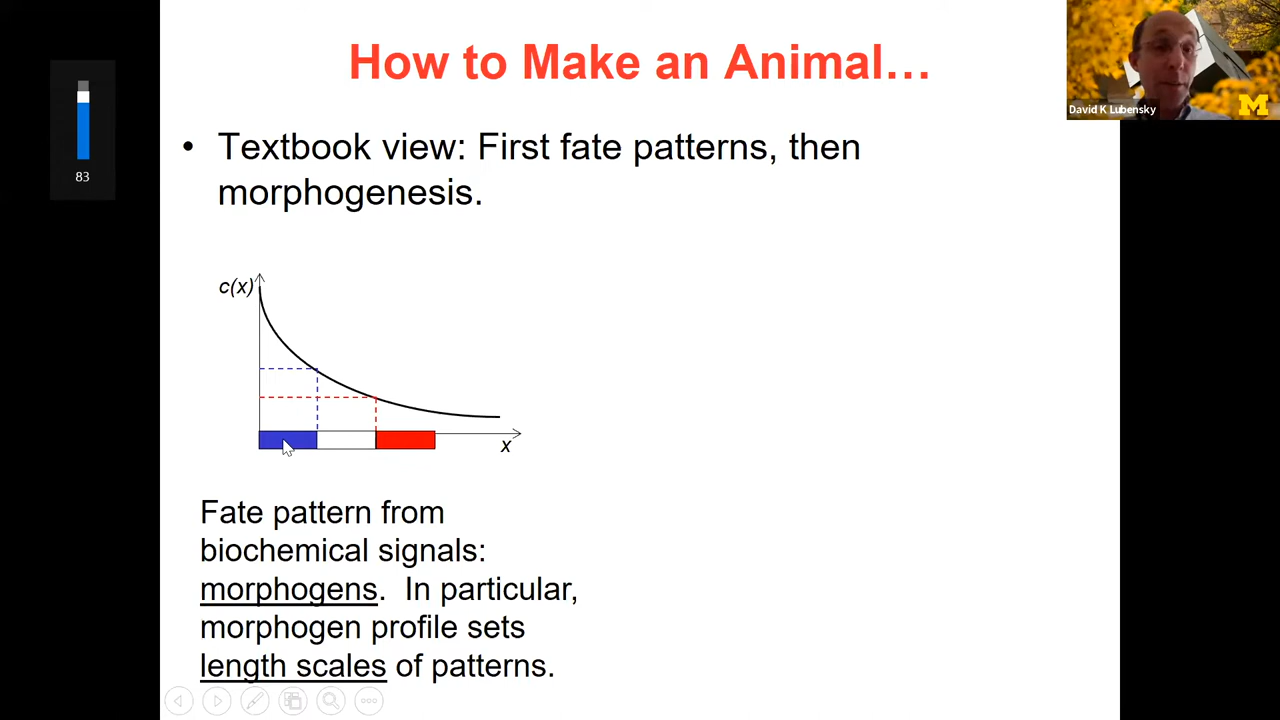 How to Make an Animal…
David K Lubensky
M
83
• Textbook view: First fate patterns, then
morphogenesis.
c(x)
x
Fate pattern from
biochemical signals:
morphogens. In particular,
morphogen profile sets
length scales of patterns.